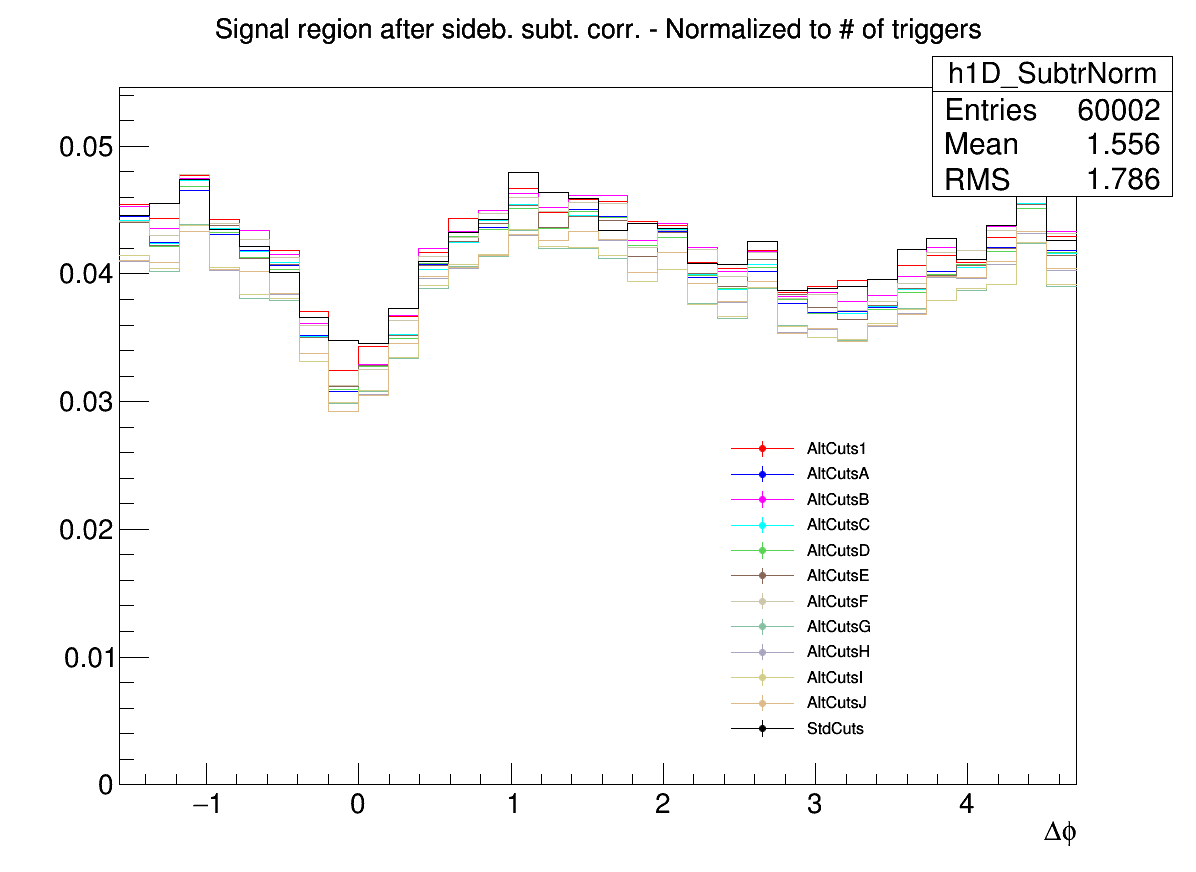 Signal region after sideb. subt. corr. - Normalized to # of triggers
h1D_SubtrNorm
Entries 60002
Mean 1.556
RMS 1.786
0.05
0.04
0.03
0.02
0.01
0
AltCuts1
AltCutsA
AltCutsB
AltCutsC
AltCutsD
AltCutsE
AltCutsF
AltCutsG
AltCutsH
AltCutsI
AltCutsJ
StdCuts
−1 0 1 2 3 4
Δϕ